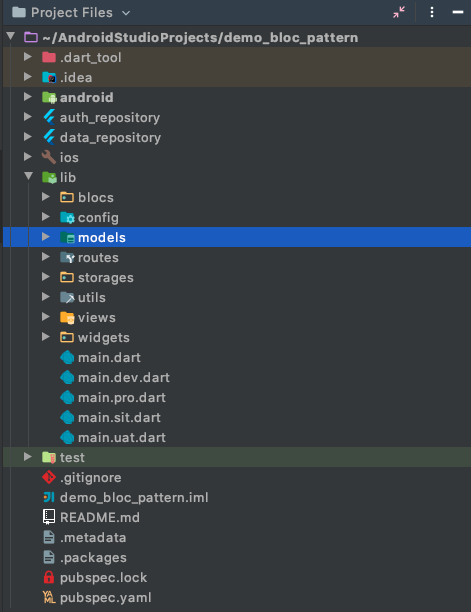 Project Files
~/AndroidStudioProjects/demo_bloc_pattern
.dart_tool
.idea
android
auth_repository
data_repository
ios
lib
blocs
config
models
routes
storages
utils
views
widgets
main.dart
main.dev.dart
main.pro.dart
main.sit.dart
main.uat.dart
test
.gitignore
demo_bloc_pattern.iml
README.md
.metadata
.packages
pubspec.lock
pubspec.yaml